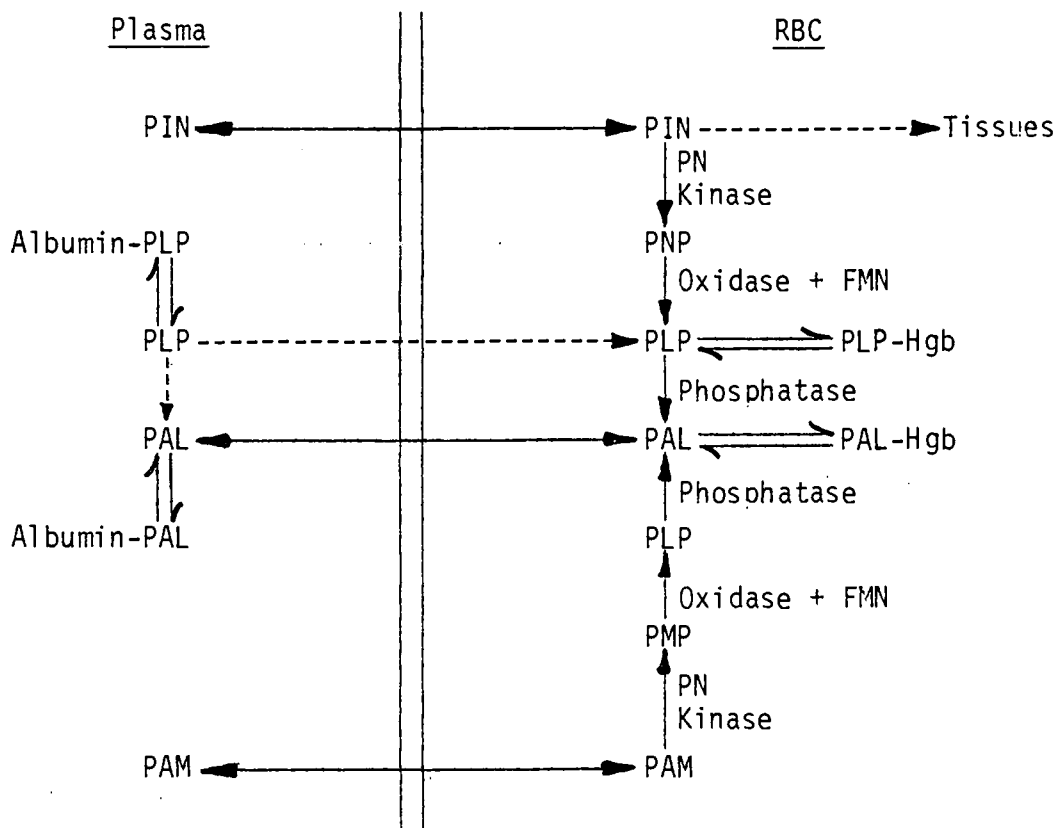 Plasma
RBC
PIN
PIN
Tissues
PN
Kinase
Albumin-PLP
PNP
Oxidase + FMN
PLP
PLP
PLP-Hgb
Phosphatase
PAL
PAL
PAL-Hgb
Phosphatase
Albumin-PAL
PLP
Oxidase + FMN
PMP
PN
Kinase
PAM
PAM